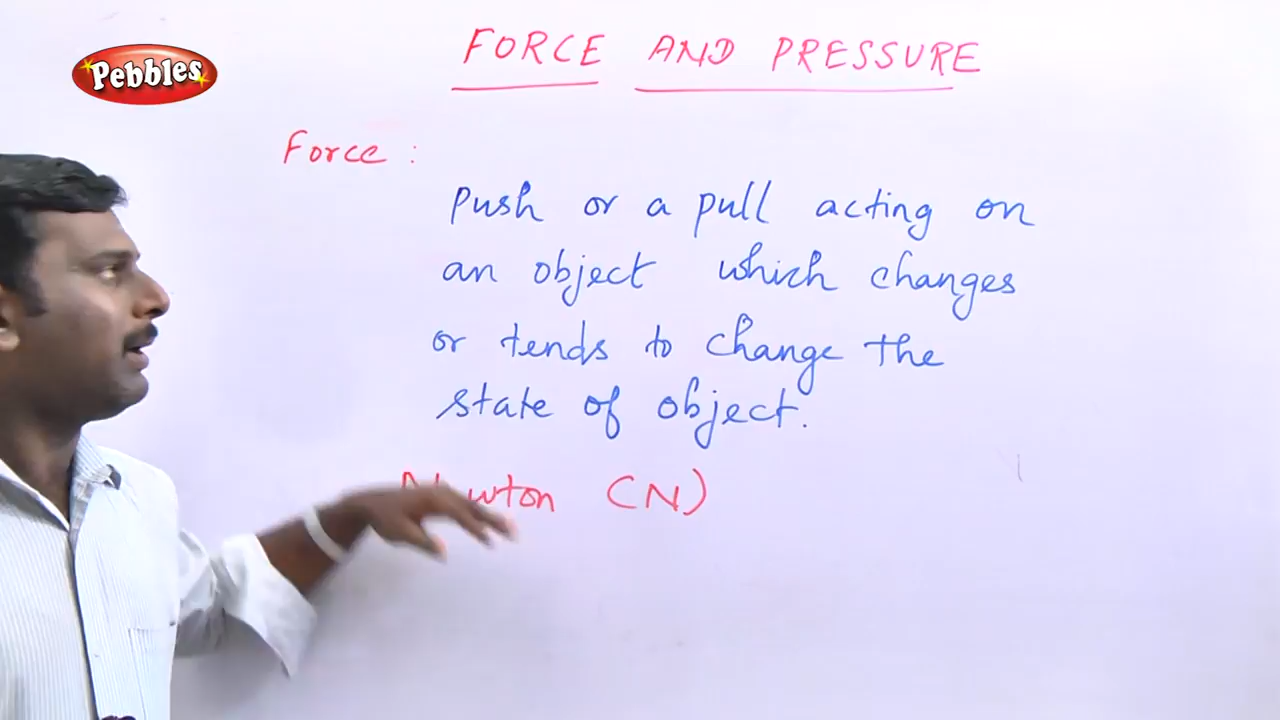 Pebbles
FORCE AND PRESSURE
Force :
Push or a pull acting on
an object which changes
or tends to change the
state of object.
Newton (N)